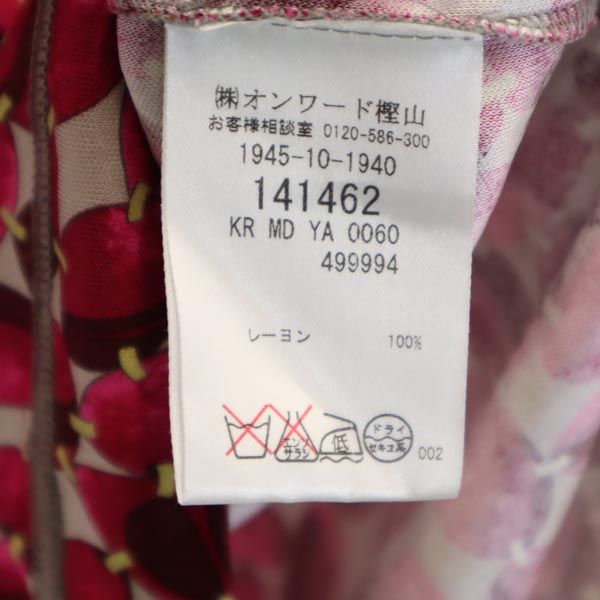 ㈱オンワード樫山
お客様相談室 0120-586-300
1945-10-1940
141462
KR MD YA 0060
499994
レーヨン 100%
エンソ
サラシ
低
ドライ
セキユ系
002